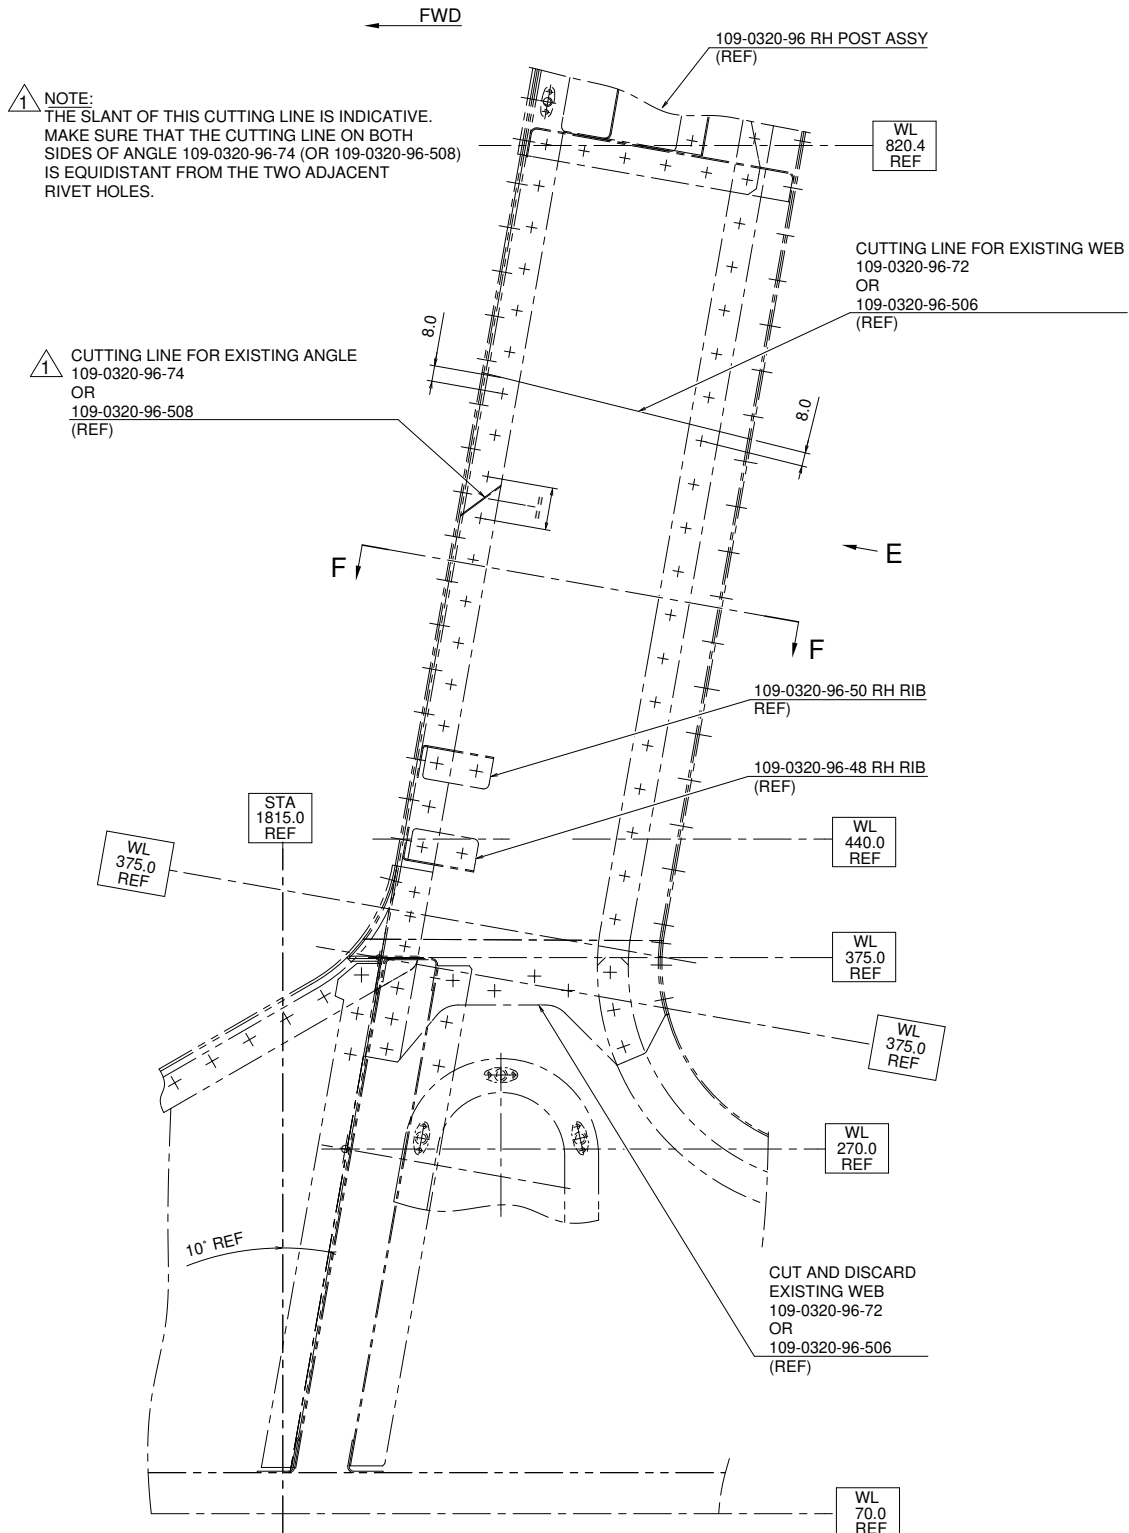 FWD
109-0320-96 RH POST ASSY
(REF)
1
NOTE:
THE SLANT OF THIS CUTTING LINE IS INDICATIVE.
MAKE SURE THAT THE CUTTING LINE ON BOTH
SIDES OF ANGLE 109-0320-96-74 (OR 109-0320-96-508)
IS EQUIDISTANT FROM THE TWO ADJACENT
RIVET HOLES.
WL
820.4
REF
CUTTING LINE FOR EXISTING WEB
109-0320-96-72
OR
109-0320-96-506
(REF)
8.0
1
CUTTING LINE FOR EXISTING ANGLE
109-0320-96-74
OR
109-0320-96-508
(REF)
8.0
=
=
E
F
F
109-0320-96-50 RH RIB
REF)
109-0320-96-48 RH RIB
(REF)
STA
1815.0
REF
WL
440.0
REF
WL
375.0
REF
WL
375.0
REF
WL
375.0
REF
WL
270.0
REF
10° REF
CUT AND DISCARD
EXISTING WEB
109-0320-96-72
OR
109-0320-96-506
(REF)
WL
70.0
REF